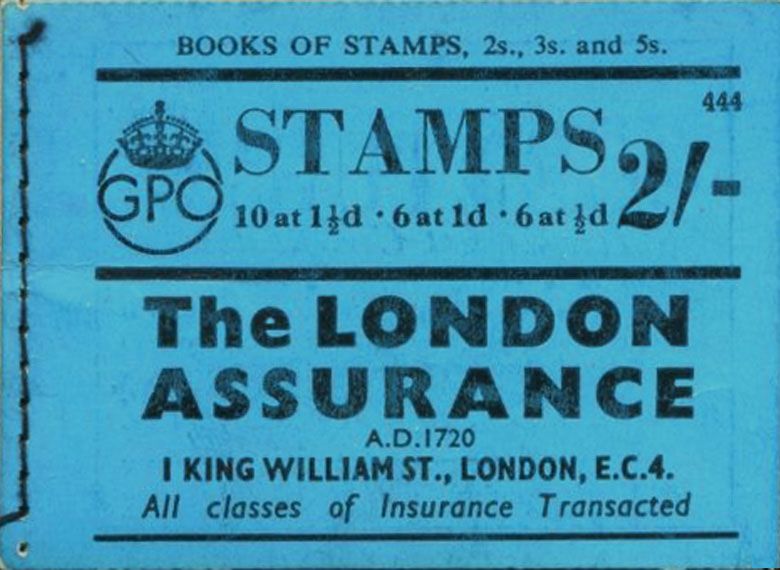 BOOKS OF STAMPS, 2s., 3s. and 5s.
444
STAMPS 2/-
GPO
10 at 1½d · 6 at 1d · 6 at ½d
The LONDON
ASSURANCE
A.D.1720
1 KING WILLIAM ST., LONDON, E.C.4.
All classes of Insurance Transacted